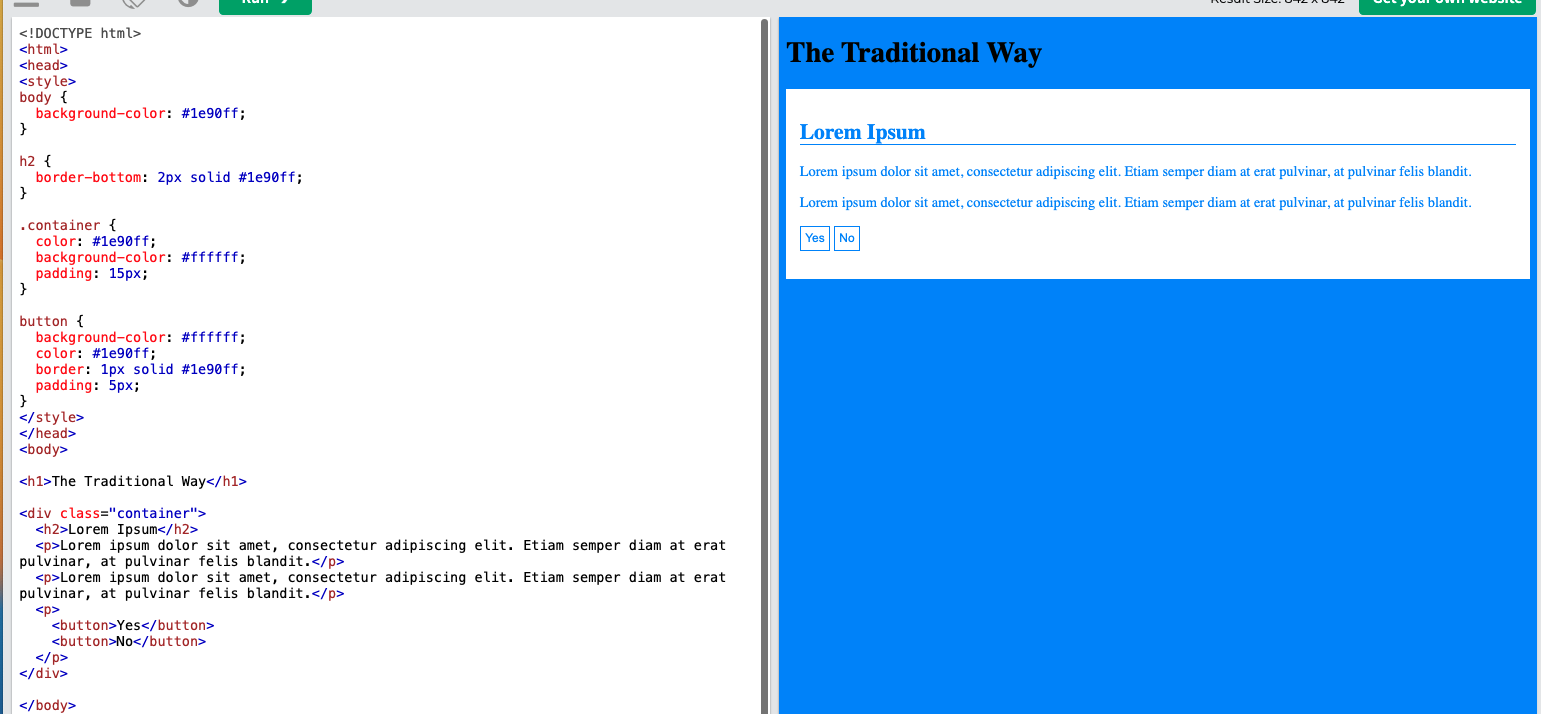 Run
Result Size: 842 x 842
Get your own website
<!DOCTYPE html>
<html>
<head>
<style>
body {
  background-color: #1e90ff;
}

h2 {
  border-bottom: 2px solid #1e90ff;
}

.container {
  color: #1e90ff;
  background-color: #ffffff;
  padding: 15px;
}

button {
  background-color: #ffffff;
  color: #1e90ff;
  border: 1px solid #1e90ff;
  padding: 5px;
}
</style>
</head>
<body>

<h1>The Traditional Way</h1>

<div class="container">
  <h2>Lorem Ipsum</h2>
  <p>Lorem ipsum dolor sit amet, consectetur adipiscing elit. Etiam semper diam at erat
pulvinar, at pulvinar felis blandit.</p>
  <p>Lorem ipsum dolor sit amet, consectetur adipiscing elit. Etiam semper diam at erat
pulvinar, at pulvinar felis blandit.</p>
  <p>
    <button>Yes</button>
    <button>No</button>
  </p>
</div>

</body>
The Traditional Way
Lorem Ipsum
Lorem ipsum dolor sit amet, consectetur adipiscing elit. Etiam semper diam at erat pulvinar, at pulvinar felis blandit.
Lorem ipsum dolor sit amet, consectetur adipiscing elit. Etiam semper diam at erat pulvinar, at pulvinar felis blandit.
Yes No